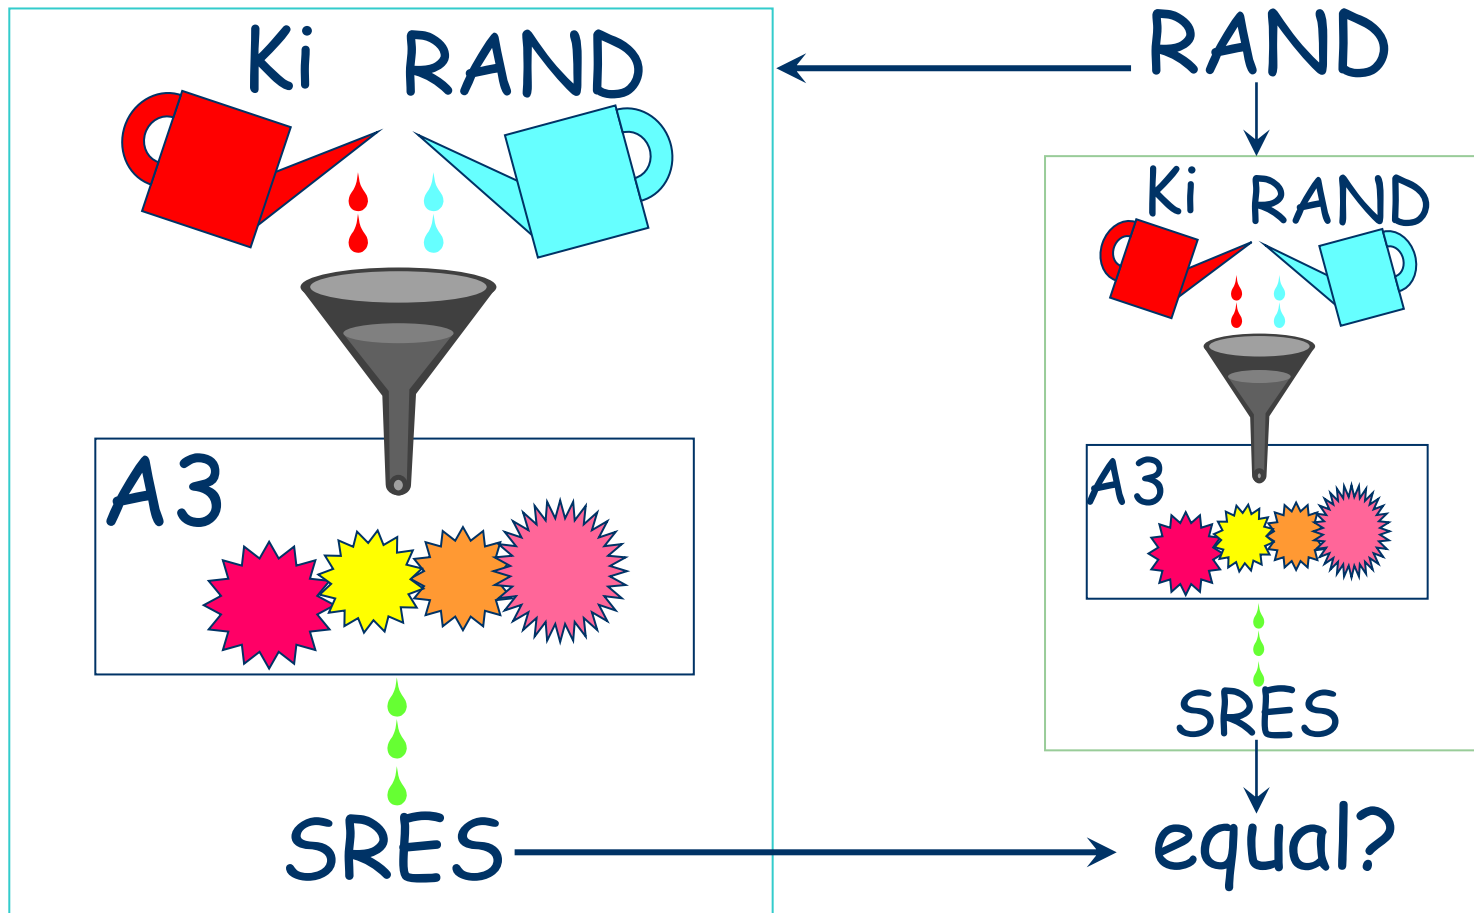 Ki RAND
A3
SRES
RAND
Ki RAND
A3
SRES
equal?